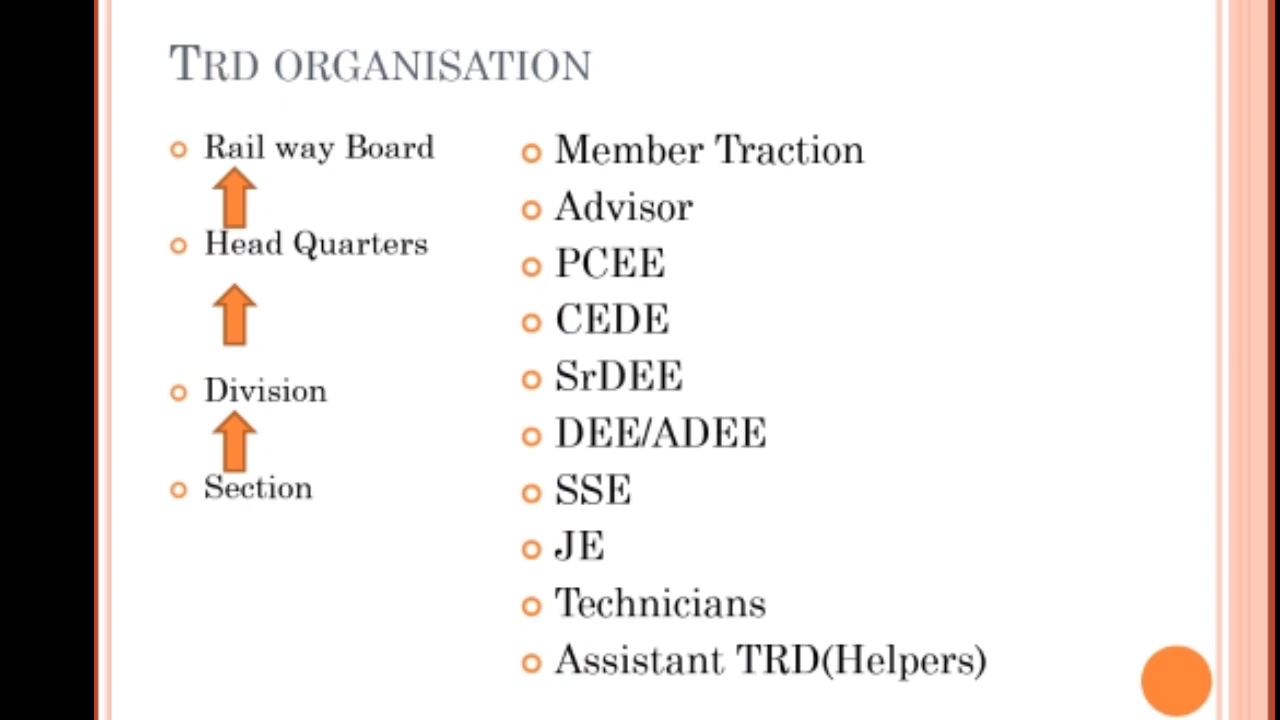 TRD ORGANISATION
Rail way Board
Head Quarters
Division
Section
Member Traction
Advisor
PCEE
CEDE
SrDEE
DEE/ADEE
SSE
JE
Technicians
Assistant TRD(Helpers)